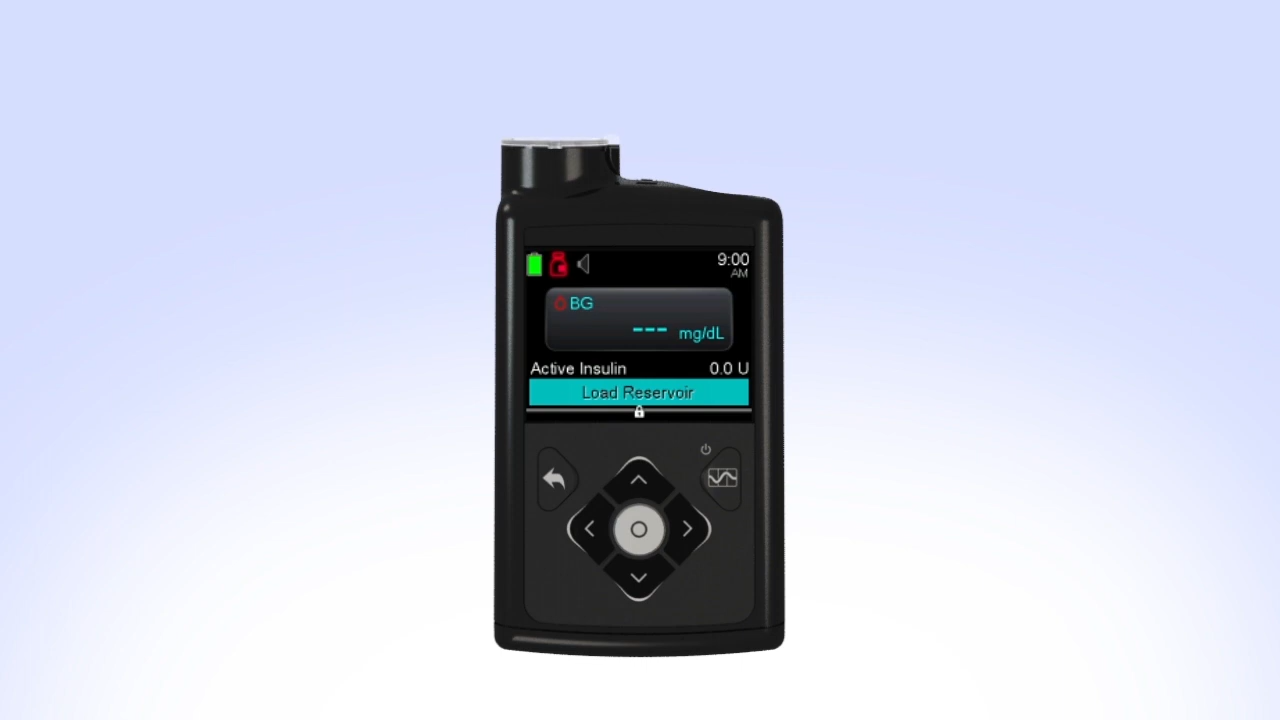 9:00
AM
BG
--- mg/dL
Active Insulin 0.0 U
Load Reservoir